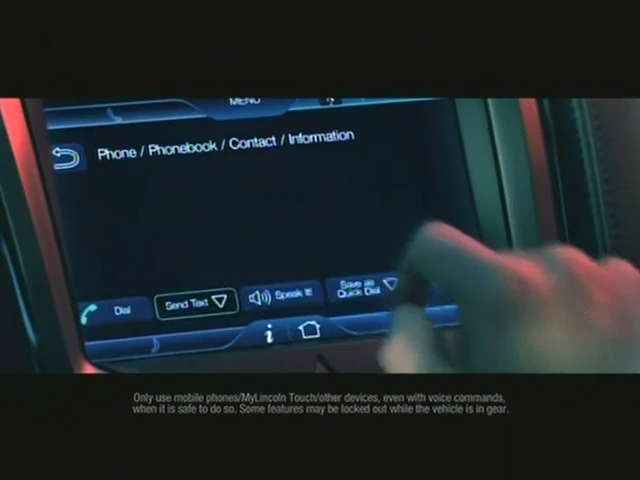 MENU
Phone / Phonebook / Contact / Information
Dial
Send Text
Speak It!
Save as
Quick Dial
i
Only use mobile phones/MyLincoln Touch/other devices, even with voice commands,
when it is safe to do so. Some features may be locked out while the vehicle is in gear.